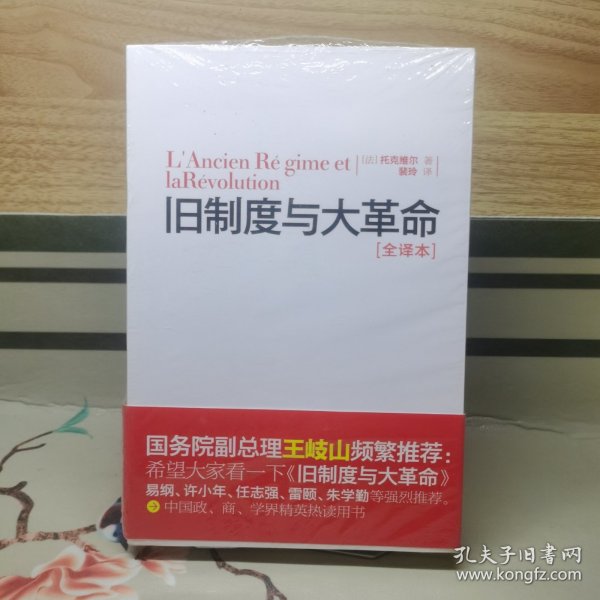 L'Ancien Ré gime et
laRévolution
[法] 托克维尔 著
裴玲 译
旧制度与大革命
[全译本]
国务院副总理王岐山频繁推荐：
希望大家看一下《旧制度与大革命》
易纲、许小年、任志强、雷颐、朱学勤等强烈推荐。
中国政、商、学界精英热读用书
孔夫子旧书网
www.kongfz.com